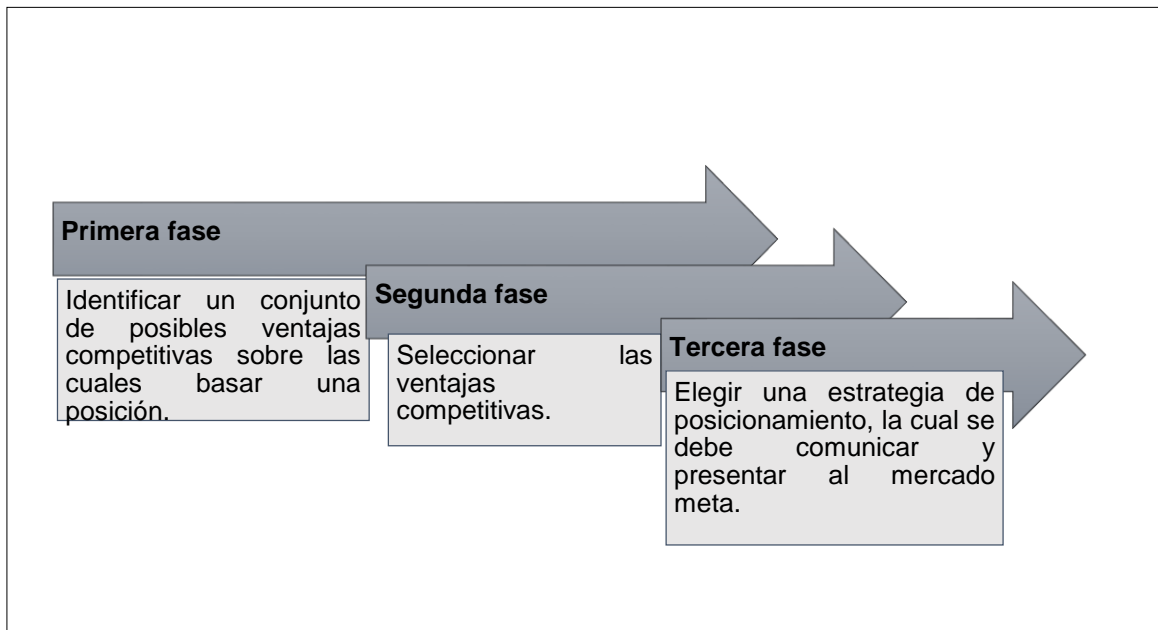 Primera fase
Identificar un conjunto
de posibles ventajas
competitivas sobre las
cuales basar una
posición.
Segunda fase
Seleccionar las
ventajas
competitivas.
Tercera fase
Elegir una estrategia de
posicionamiento, la cual se
debe comunicar y
presentar al mercado
meta.